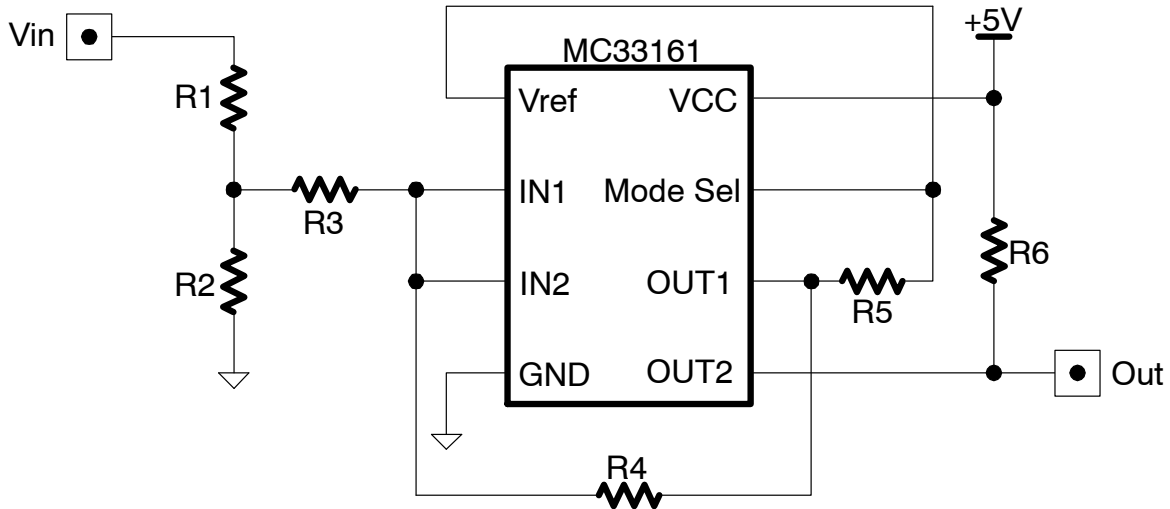 Vin
+5V
MC33161
R1
Vref
VCC
IN1
Mode Sel
R3
R2
IN2
OUT1
R5
R6
GND
OUT2
Out
R4